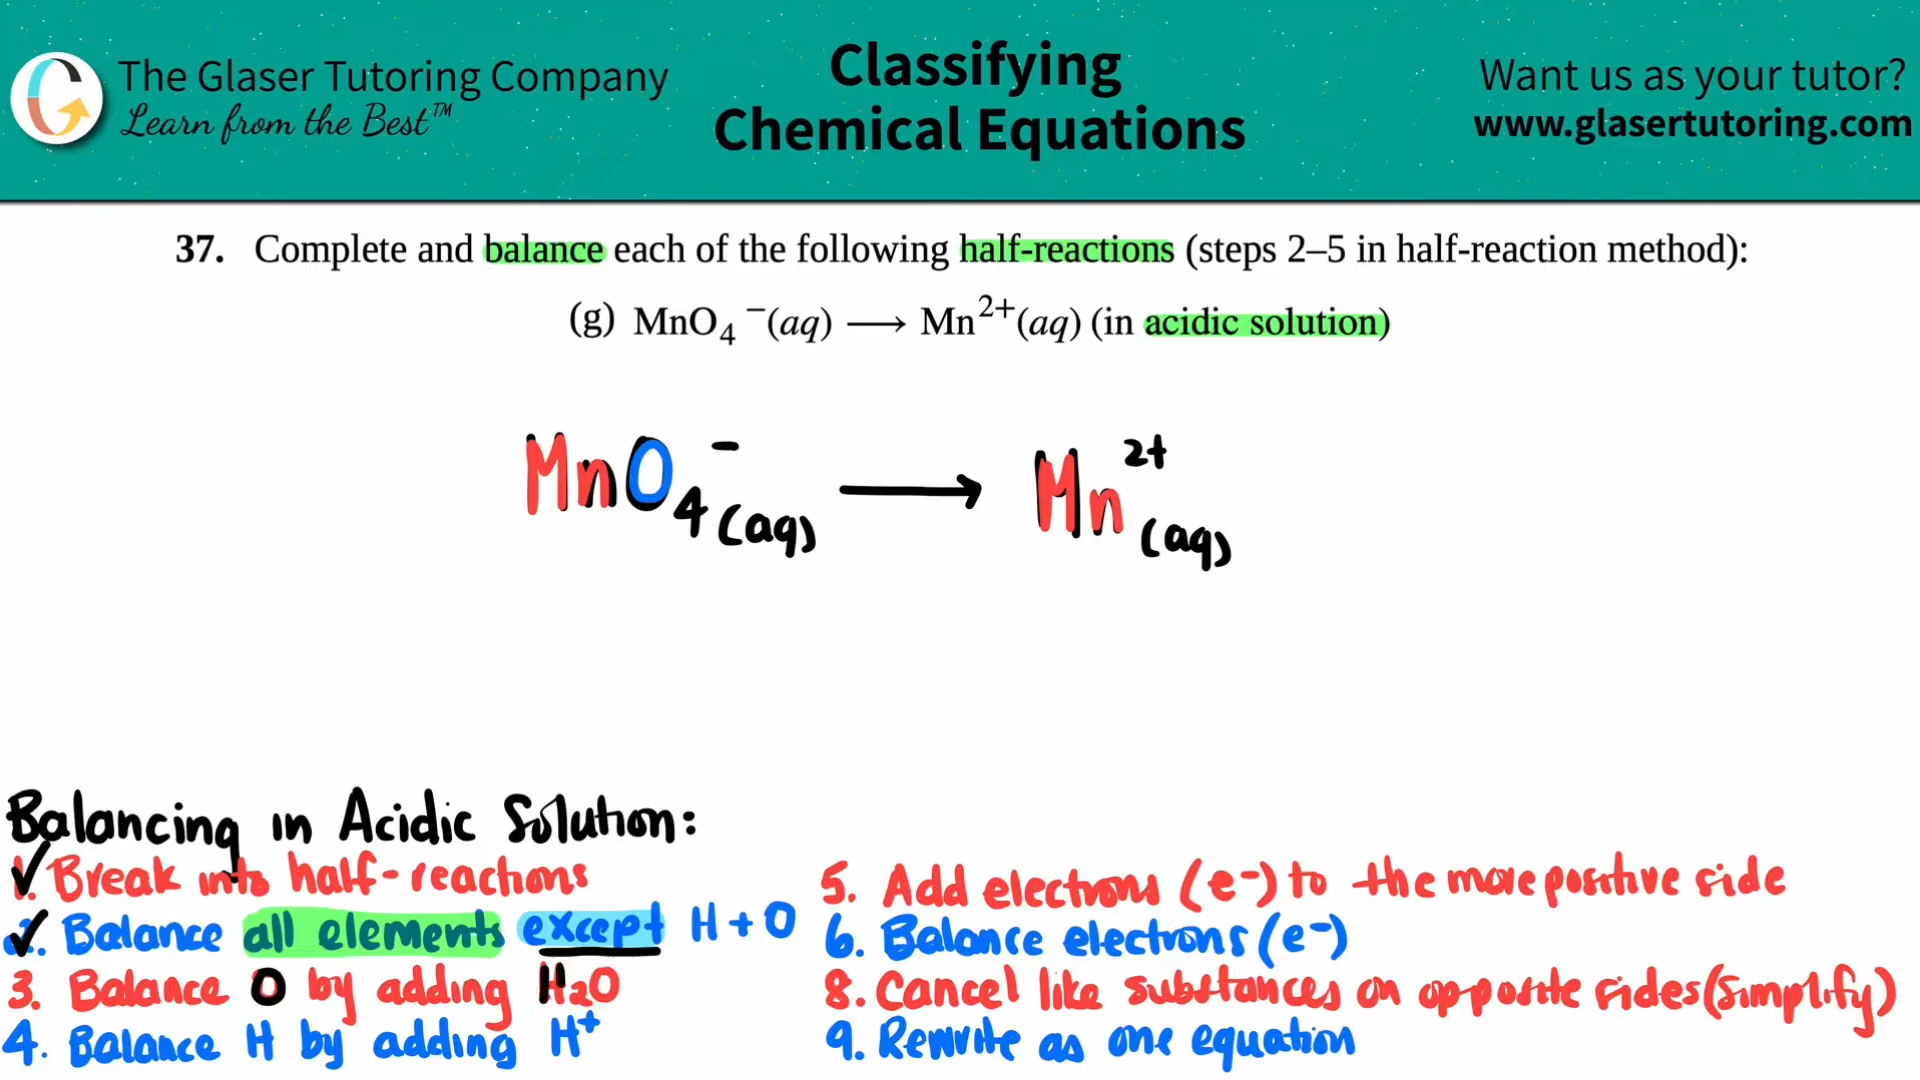 The Glaser Tutoring Company
Learn from the Best™
Classifying
Chemical Equations
Want us as your tutor?
www.glasertutoring.com
37. Complete and balance each of the following half-reactions (steps 2–5 in half-reaction method):
(g) MnO₄⁻(aq) ⟶ Mn²⁺(aq) (in acidic solution)
MnO₄⁻(aq) ⟶ Mn²⁺(aq)
Balancing in Acidic Solution:
1. Break into half-reactions
2. Balance all elements except H + O
3. Balance O by adding H₂O
4. Balance H by adding H⁺
5. Add electrons (e⁻) to the more positive side
6. Balance electrons (e⁻)
8. Cancel like substances on opposite sides (simplify)
9. Rewrite as one equation